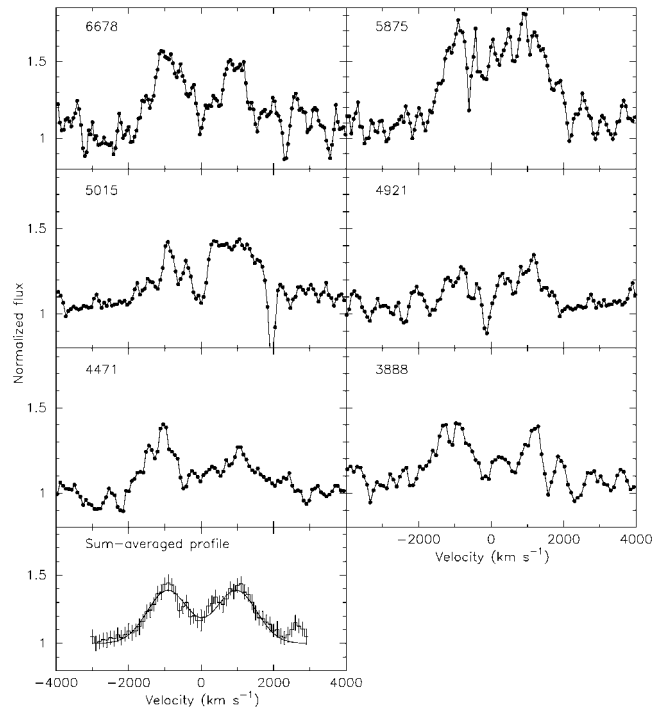 6678
5875
1.5
1
5015
4921
1.5
1
Normalized flux
4471
3888
1.5
1
−2000 0 2000 4000
Velocity (km s⁻¹)
Sum−averaged profile
1.5
1
−4000 −2000 0 2000 4000
Velocity (km s⁻¹)